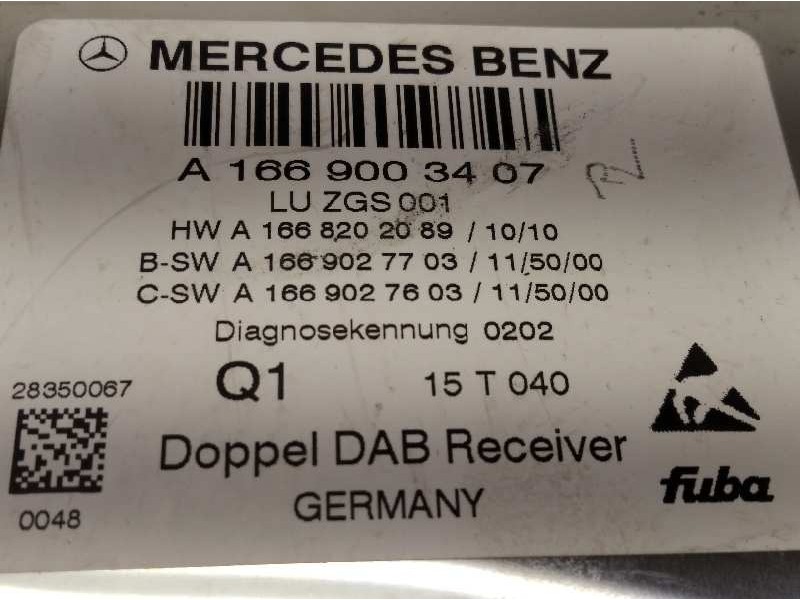 MERCEDES BENZ
A 166 900 34 07
LU ZGS 001
HW A 166 820 20 89 / 10/10
B-SW A 166 902 77 03 / 11/50/00
C-SW A 166 902 76 03 / 11/50/00
Diagnosekennung 0202
Q1 15 T 040
28350067
Doppel DAB Receiver
fuba
GERMANY
0048